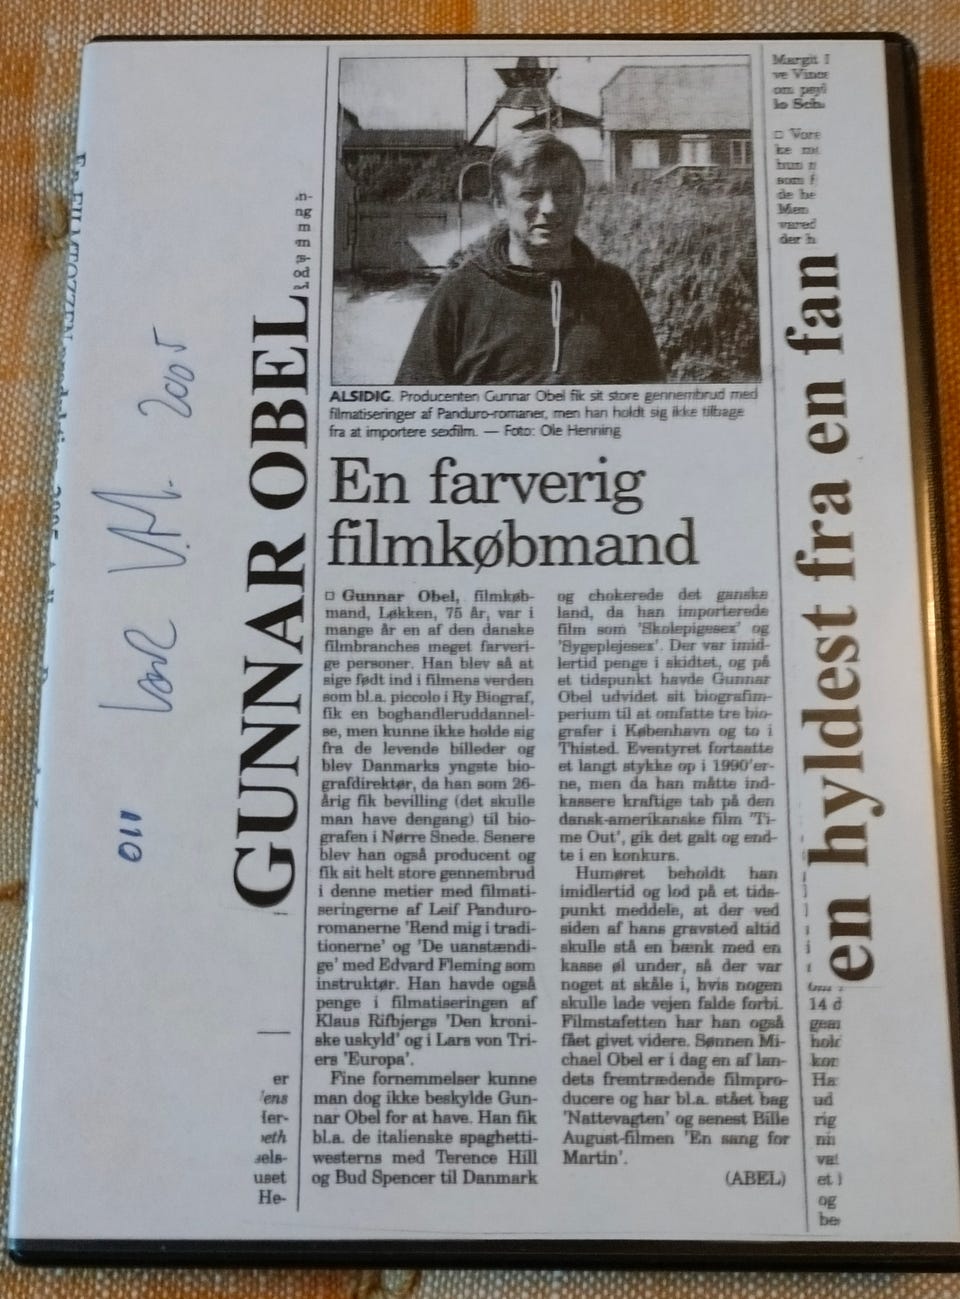 GUNNAR OBEL
en hyldest fra en fan
2005
010
ALSIDIG. Producenten Gunnar Obel fik sit store gennembrud med
filmatiseringer af Panduro-romaner, men han holdt sig ikke tilbage
fra at importere sexfilm. — Foto: Ole Henning
En farverig
filmkøbmand
□ Gunnar Obel, filmkøb-
mand, Løkken, 75 år, var i
mange år en af den danske
filmbranches meget farveri-
ge personer. Han blev så at
sige født ind i filmens verden
som bl.a. piccolo i Ry Biograf,
fik en boghandleruddannel-
se, men kunne ikke holde sig
fra de levende billeder og
blev Danmarks yngste bio-
grafdirektør, da han som 26-
årig fik bevilling (det skulle
man have dengang) til bio-
grafen i Nørre Snede. Senere
blev han også producent og
fik sit helt store gennembrud
i denne metier med filmati-
seringerne af Leif Panduro-
romanerne 'Rend mig i tradi-
tionerne' og 'De uanstændi-
ge' med Edvard Fleming som
instruktør. Han havde også
penge i filmatiseringen af
Klaus Rifbjergs 'Den kroni-
ske uskyld' og i Lars von Tri-
ers 'Europa'.
Fine fornemmelser kunne
man dog ikke beskylde Gun-
nar Obel for at have. Han fik
bl.a. de italienske spaghetti-
westerns med Terence Hill
og Bud Spencer til Danmark
og chokerede det ganske
land, da han importerede
film som 'Skolepigesex' og
'Sygeplejesex'. Der var imid-
lertid penge i skidtet, og på
et tidspunkt havde Gunnar
Obel udvidet sit biografim-
perium til at omfatte tre bio-
grafer i København og to i
Thisted. Eventyret fortsatte
et langt stykke op i 1990'er-
ne, men da han måtte ind-
kassere kraftige tab på den
dansk-amerikanske film 'Ti-
me Out', gik det galt og end-
te i en konkurs.
Humøret beholdt han
imidlertid og lod på et tids-
punkt meddele, at der ved
siden af hans gravsted altid
skulle stå en bænk med en
kasse øl under, så der var
noget at skåle i, hvis nogen
skulle lade vejen falde forbi.
Filmstafetten har han også
fået givet videre. Sønnen Mi-
chael Obel er i dag en af lan-
dets fremtrædende filmpro-
ducere og har bl.a. stået bag
'Nattevagten' og senest Bille
August-filmen 'En sang for
Martin'.
(ABEL)